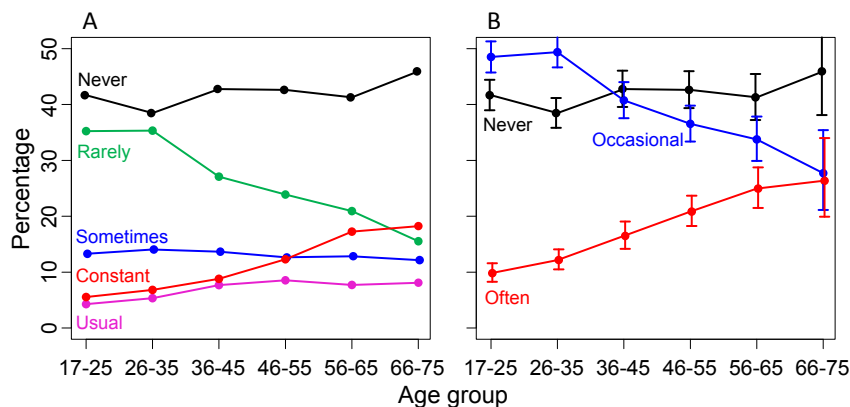 A
B
Percentage
50
40
30
20
10
0
Never
Rarely
Sometimes
Constant
Usual
Never
Occasional
Often
17-25 26-35 36-45 46-55 56-65 66-75
17-25 26-35 36-45 46-55 56-65 66-75
Age group